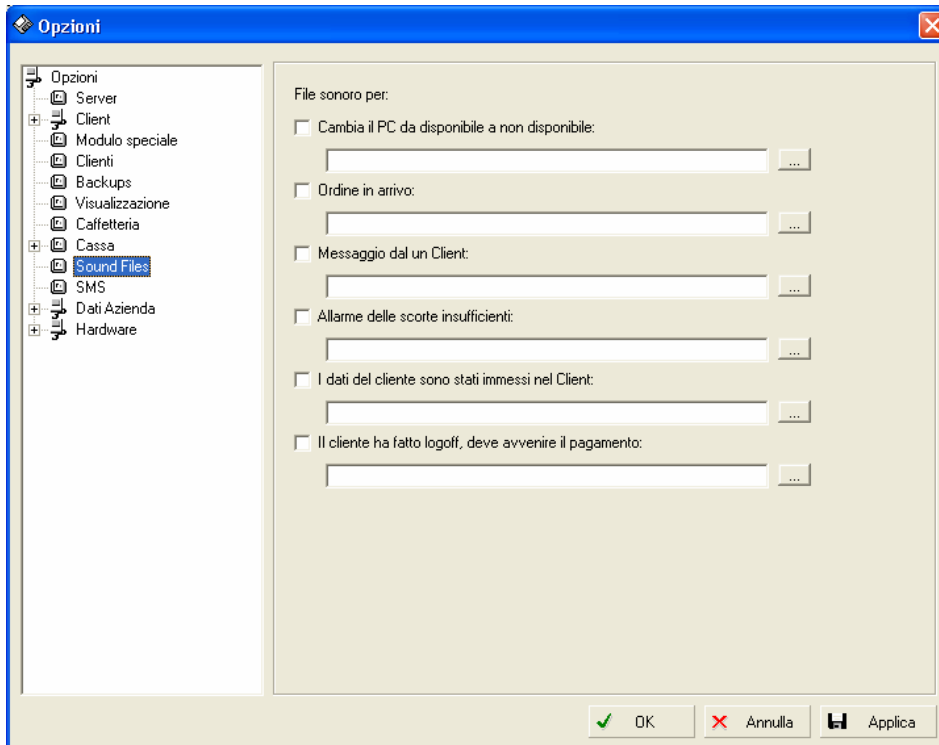 Opzioni
Opzioni
Server
Client
Modulo speciale
Clienti
Backups
Visualizzazione
Caffetteria
Cassa
Sound Files
SMS
Dati Azienda
Hardware
File sonoro per:
Cambia il PC da disponibile a non disponibile:
...
Ordine in arrivo:
...
Messaggio dal un Client:
...
Allarme delle scorte insufficienti:
...
I dati del cliente sono stati immessi nel Client:
...
Il cliente ha fatto logoff, deve avvenire il pagamento:
...
OK
Annulla
Applica